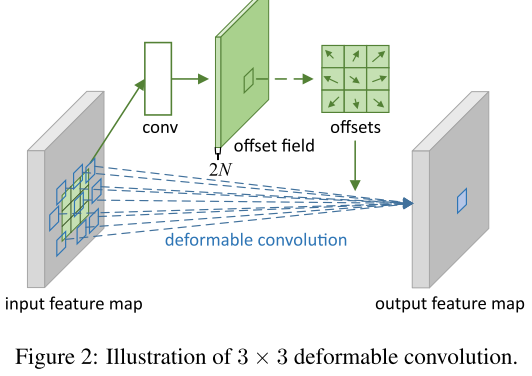 conv
offset field
offsets
2N
deformable convolution
input feature map
output feature map
Figure 2: Illustration of 3 × 3 deformable convolution.